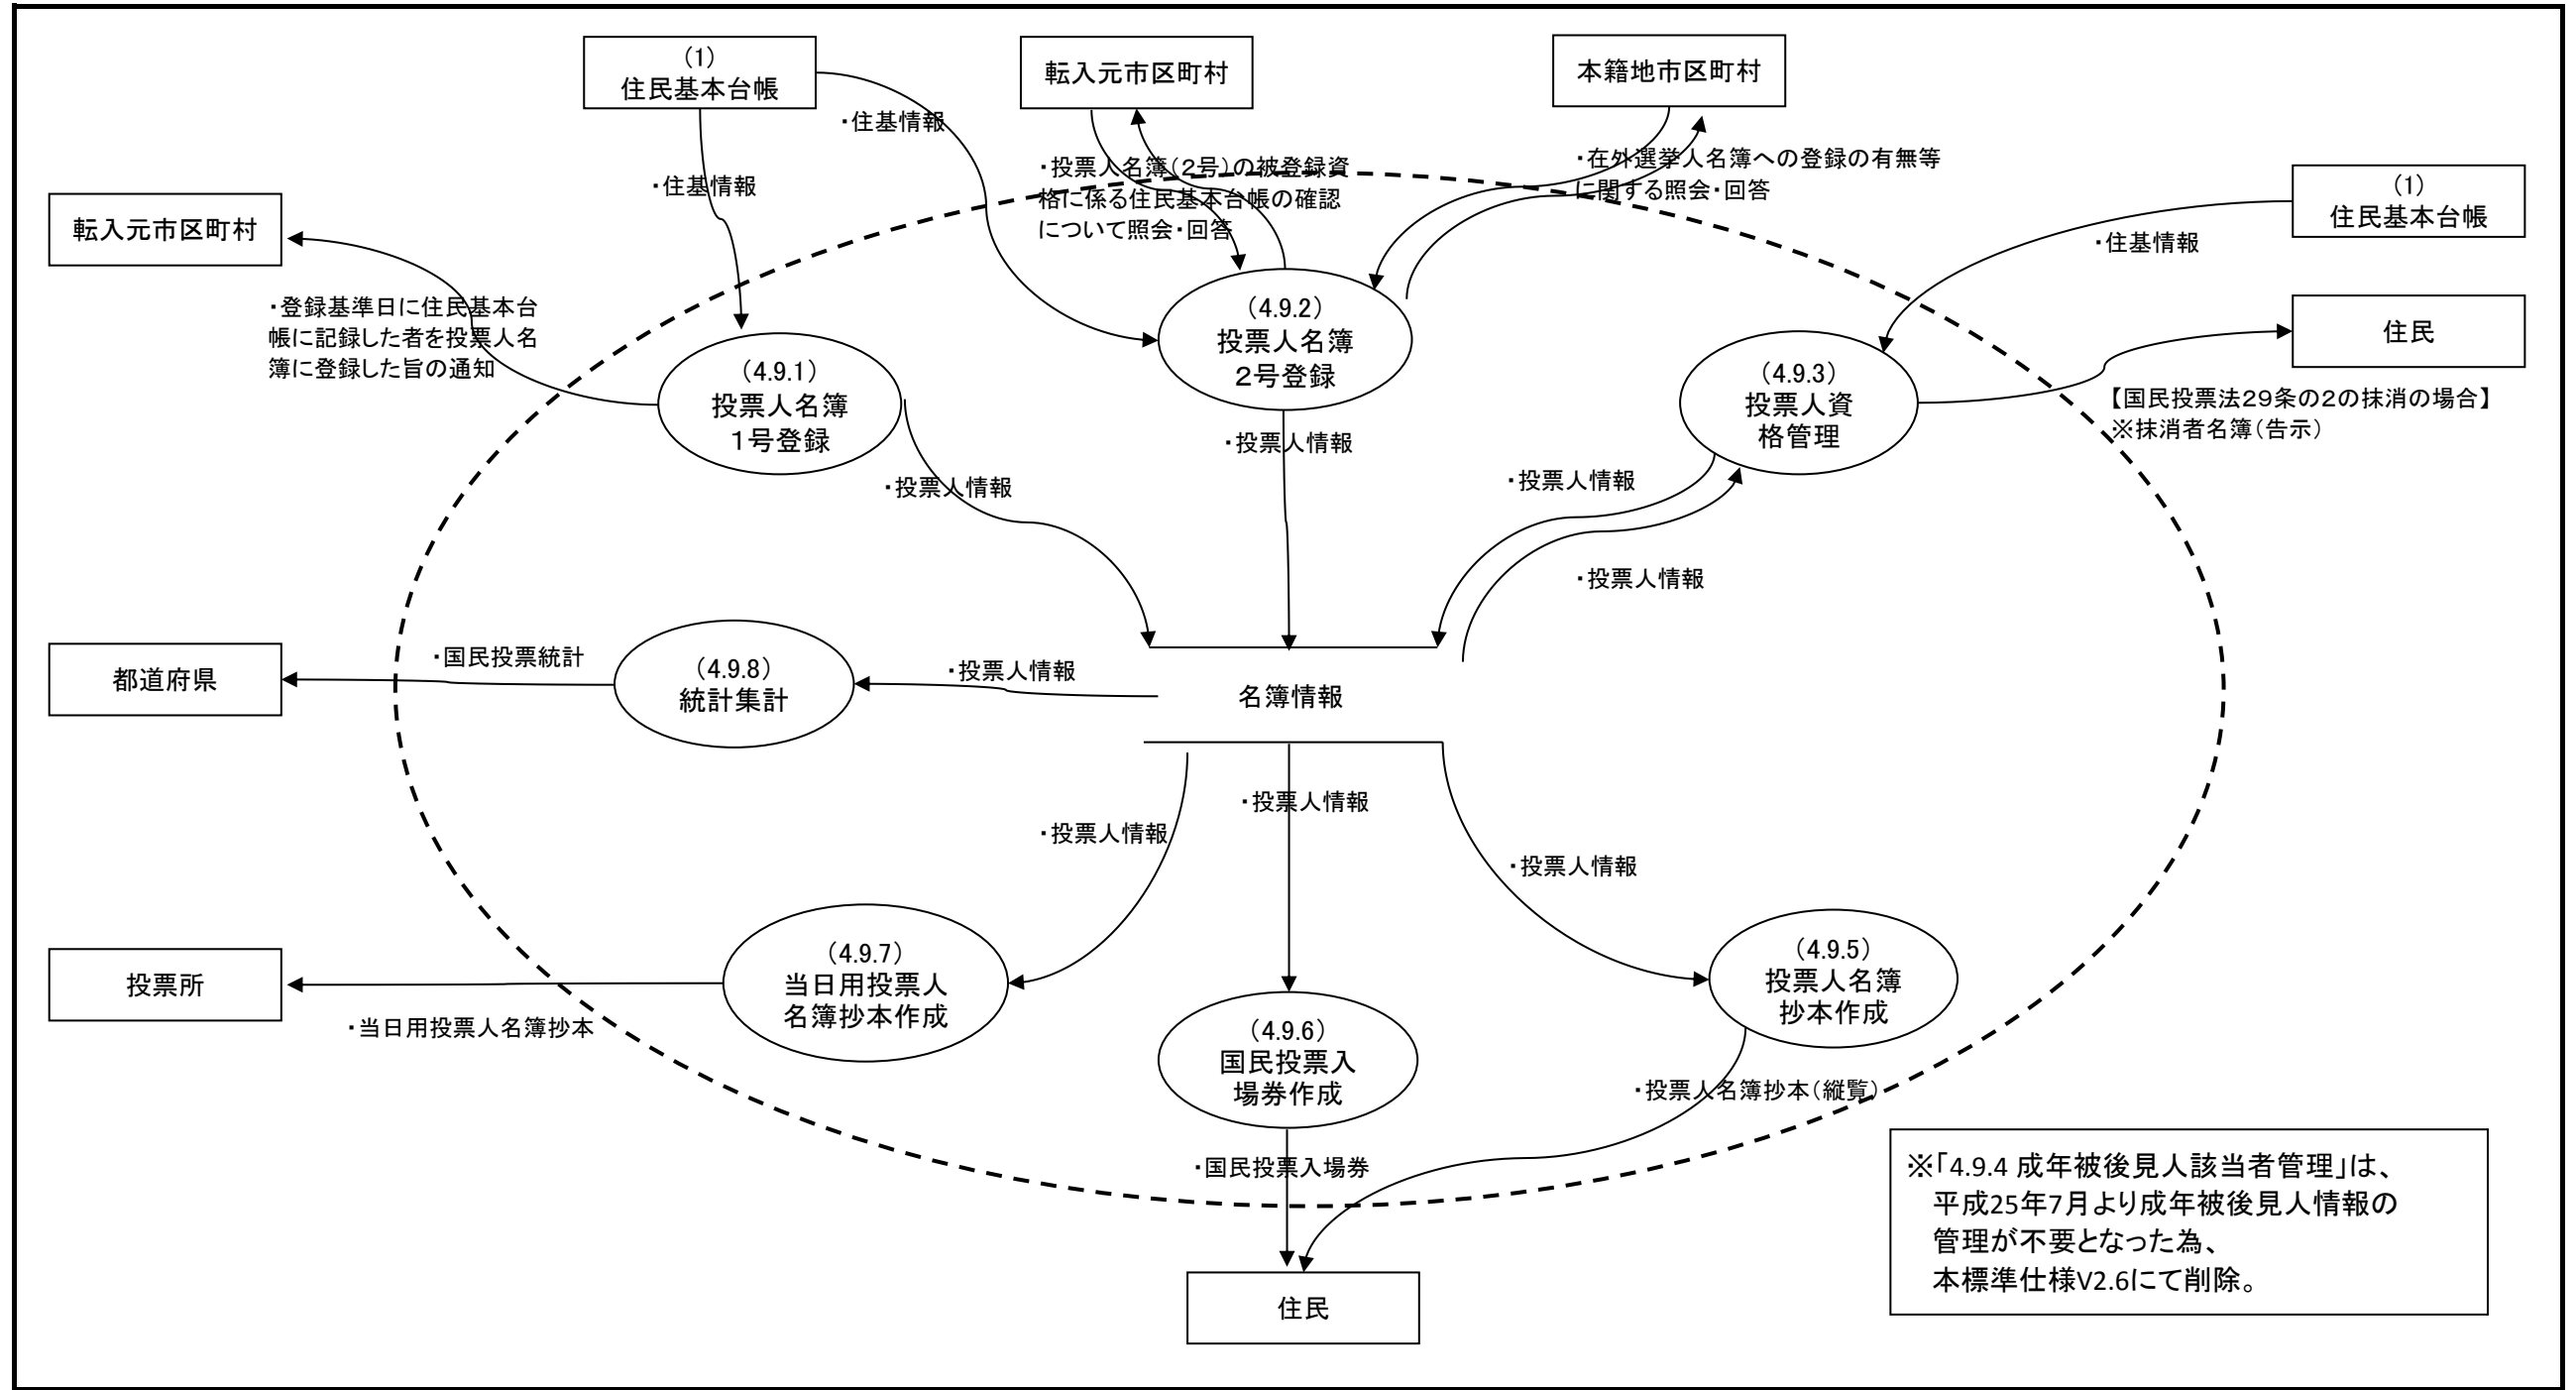 (1)
住民基本台帳
転入元市区町村
本籍地市区町村
・住基情報
・住基情報
・投票人名簿(2号)の被登録資
格に係る住民基本台帳の確認
について照会・回答
・在外選挙人名簿への登録の有無等
に関する照会・回答
(1)
住民基本台帳
・住基情報
転入元市区町村
・登録基準日に住民基本台
帳に記録した者を投票人名
簿に登録した旨の通知
住民
【国民投票法29条の2の抹消の場合】
※抹消者名簿(告示)
(4.9.1)
投票人名簿
1号登録
(4.9.2)
投票人名簿
2号登録
(4.9.3)
投票人資
格管理
・投票人情報
・投票人情報
・投票人情報
・投票人情報
都道府県
・国民投票統計
(4.9.8)
統計集計
・投票人情報
名簿情報
・投票人情報
・投票人情報
・投票人情報
投票所
・当日用投票人名簿抄本
(4.9.7)
当日用投票人
名簿抄本作成
(4.9.6)
国民投票入
場券作成
(4.9.5)
投票人名簿
抄本作成
・投票人名簿抄本(縦覧)
・国民投票入場券
住民
※「4.9.4 成年被後見人該当者管理」は、
平成25年7月より成年被後見人情報の
管理が不要となった為、
本標準仕様V2.6にて削除。